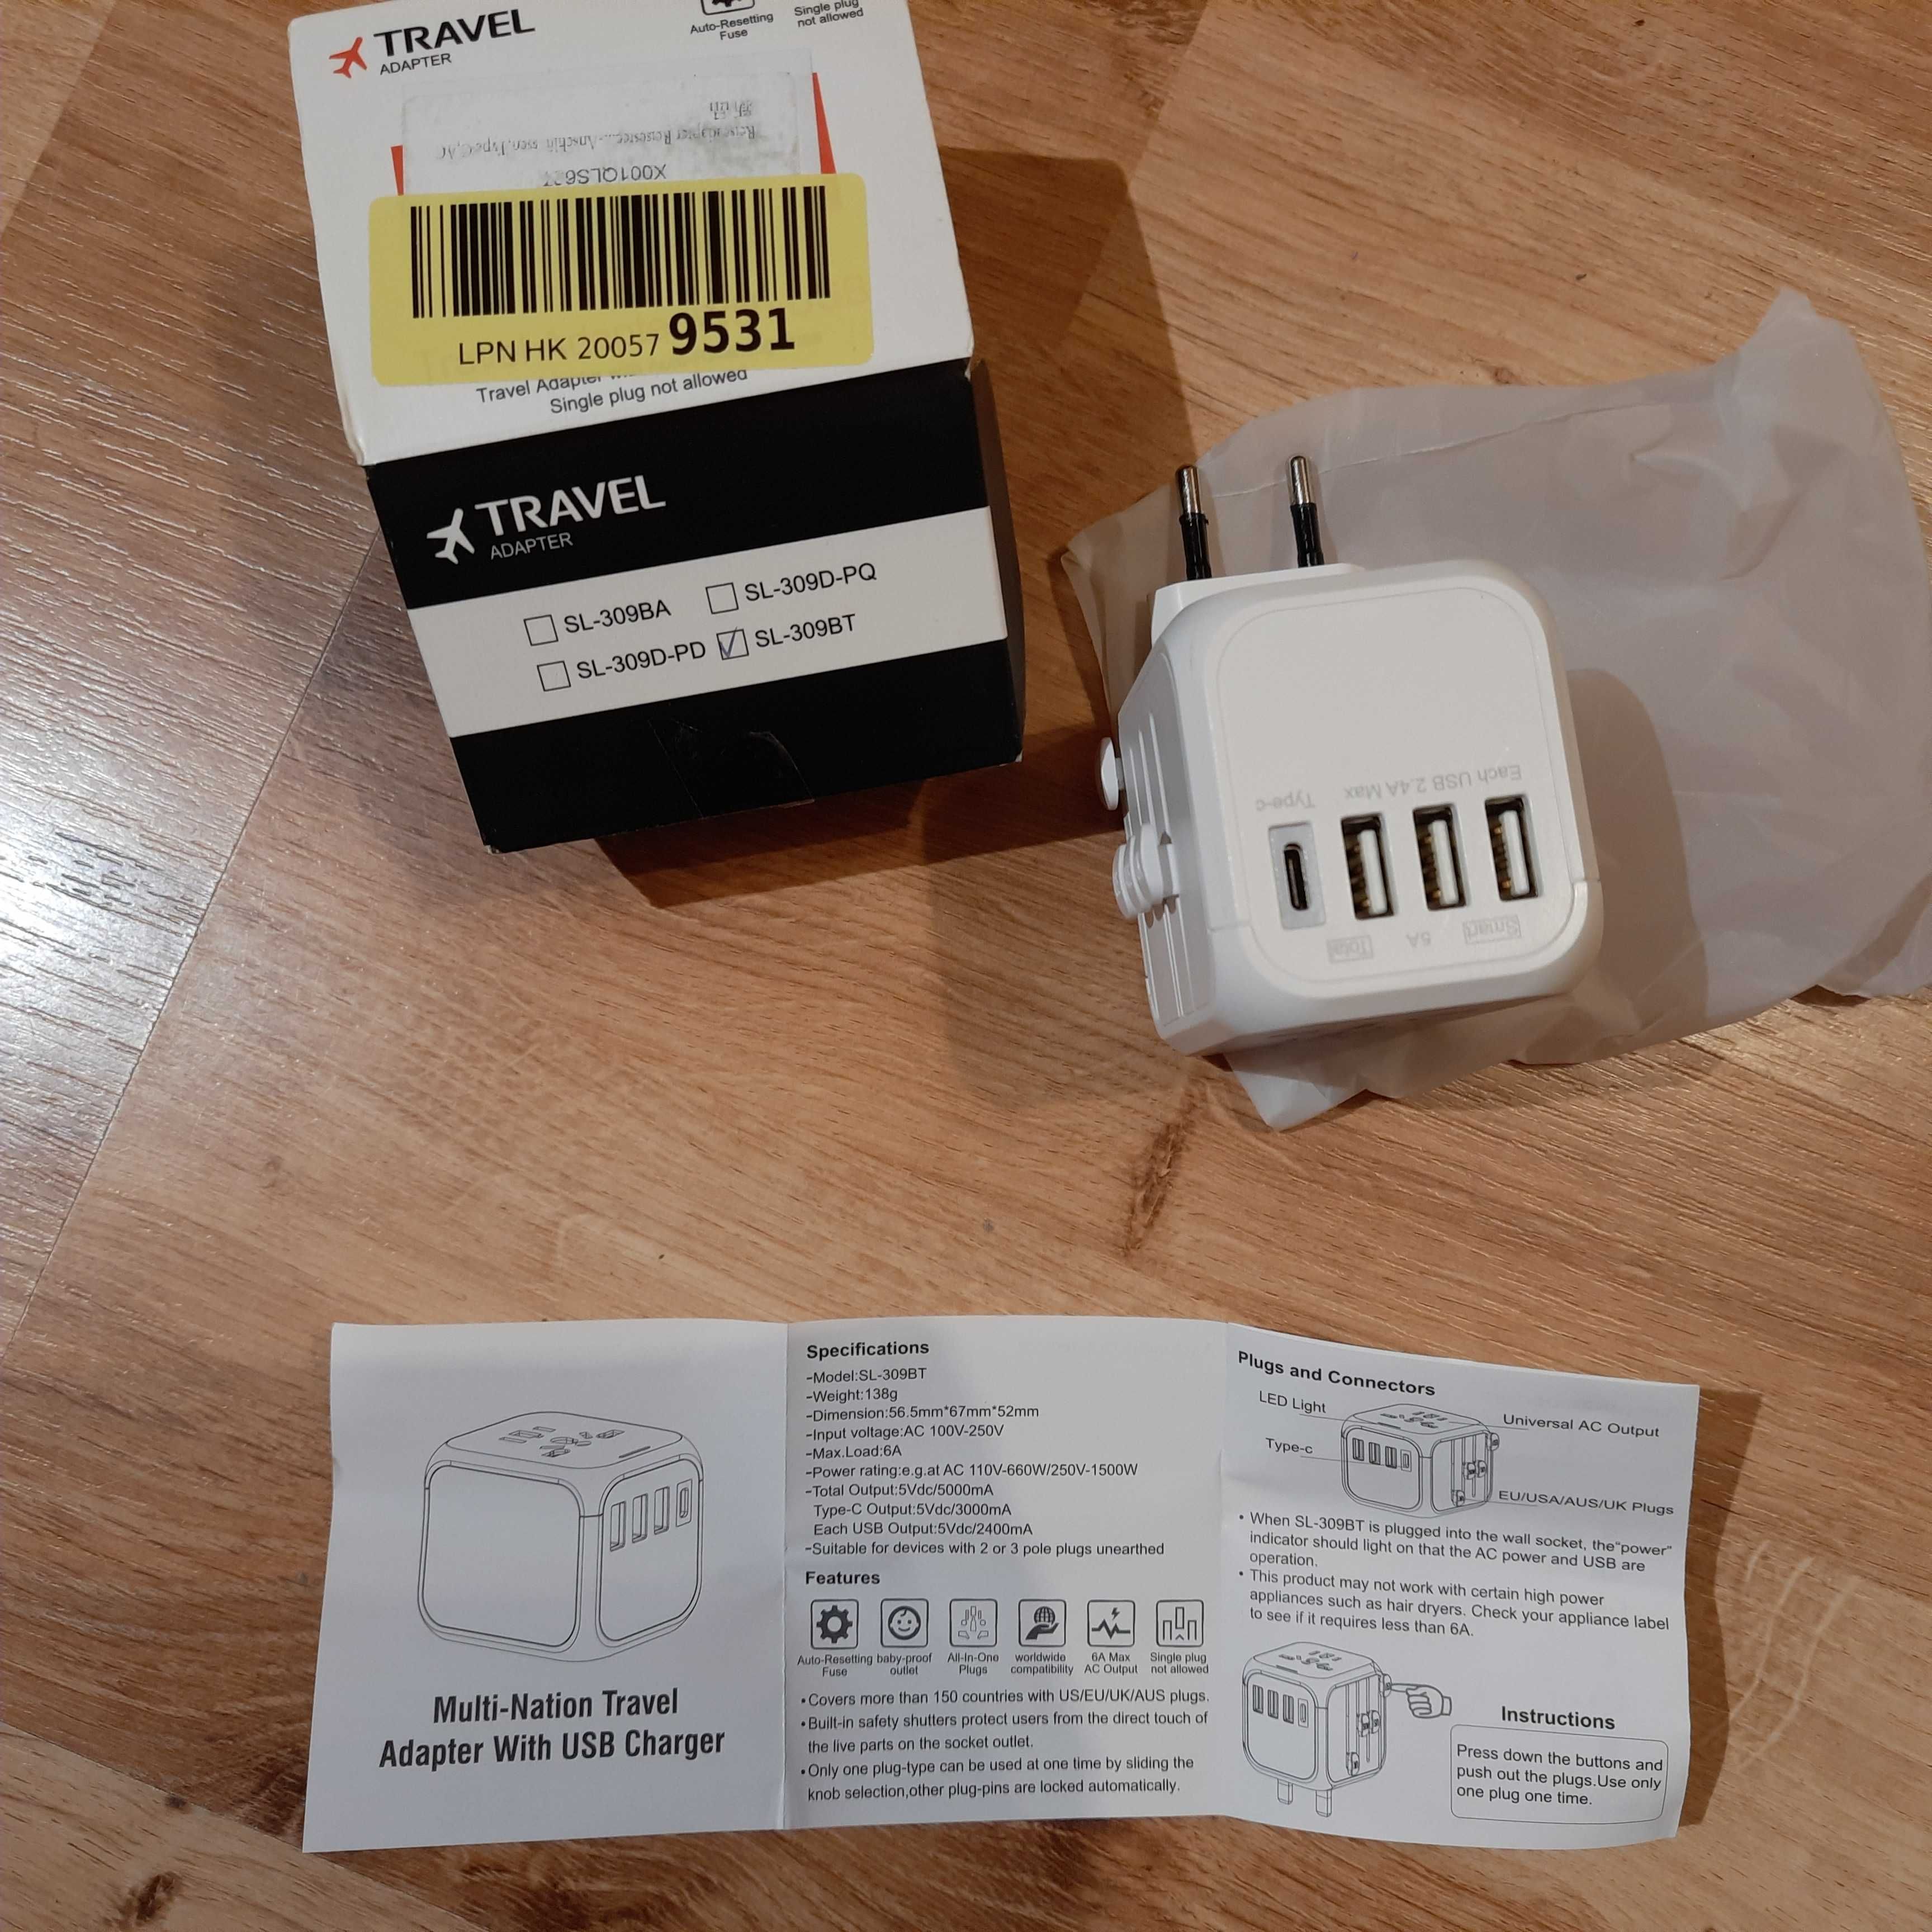 TRAVEL
ADAPTER
Auto-Resetting
Fuse
Single plug
not allowed
Reiseadapter Reisestec...-Anschlü ssen,Type C,AC
LPN HK 20057 9531
Travel Adapter
Single plug not allowed
TRAVEL
ADAPTER
SL-309BA
SL-309D-PQ
SL-309D-PD
SL-309BT
Type-c
Each USB 2.4A Max
Total
5A
Smart
Multi-Nation Travel
Adapter With USB Charger
Specifications
-Model:SL-309BT
-Weight:138g
-Dimension:56.5mm*67mm*52mm
-Input voltage:AC 100V-250V
-Max.Load:6A
-Power rating:e.g.at AC 110V-660W/250V-1500W
-Total Output:5Vdc/5000mA
Type-C Output:5Vdc/3000mA
Each USB Output:5Vdc/2400mA
-Suitable for devices with 2 or 3 pole plugs unearthed
Features
Auto-Resetting
Fuse
baby-proof
outlet
All-In-One
Plugs
worldwide
compatibility
6A Max
AC Output
Single plug
not allowed
•Covers more than 150 countries with US/EU/UK/AUS plugs.
•Built-in safety shutters protect users from the direct touch of
the live parts on the socket outlet.
•Only one plug-type can be used at one time by sliding the
knob selection,other plug-pins are locked automatically.
Plugs and Connectors
LED Light
Universal AC Output
Type-c
EU/USA/AUS/UK Plugs
• When SL-309BT is plugged into the wall socket, the“power”
indicator should light on that the AC power and USB are
operation.
• This product may not work with certain high power
appliances such as hair dryers. Check your appliance label
to see if it requires less than 6A.
Instructions
Press down the buttons and
push out the plugs.Use only
one plug one time.